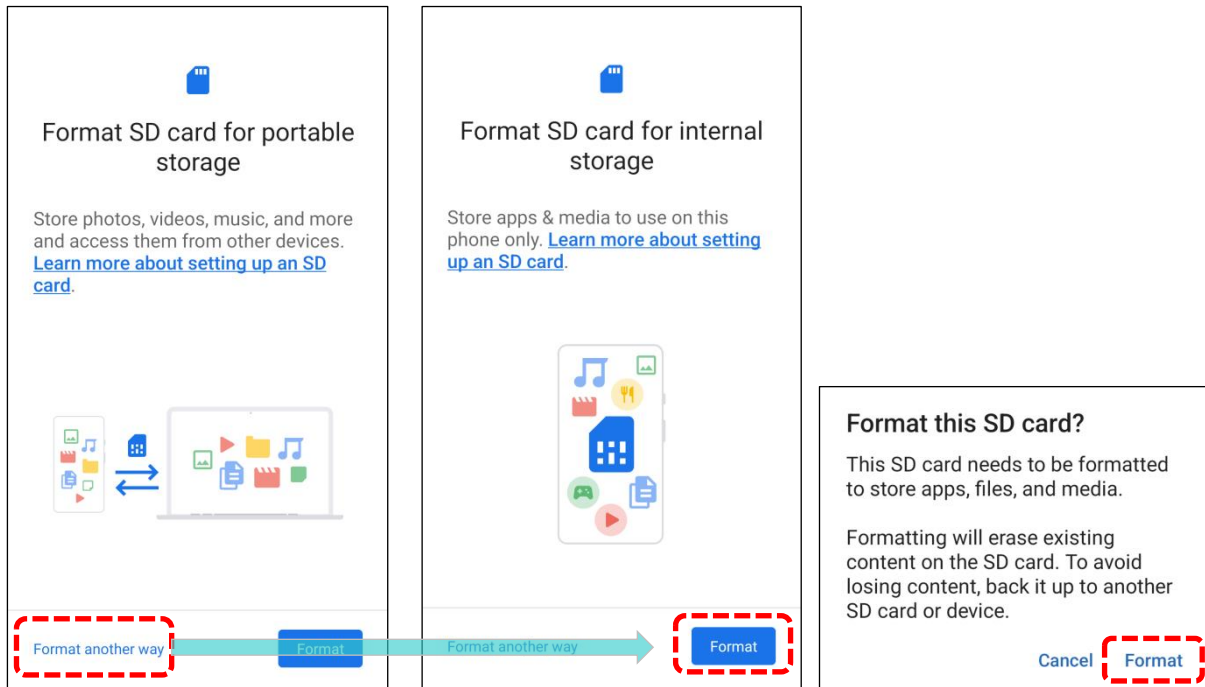 Format SD card for portable
storage
Store photos, videos, music, and more
and access them from other devices.
Learn more about setting up an SD
card.
Format another way
Format
Format SD card for internal
storage
Store apps & media to use on this
phone only. Learn more about setting
up an SD card.
Format another way
Format
Format this SD card?
This SD card needs to be formatted
to store apps, files, and media.
Formatting will erase existing
content on the SD card. To avoid
losing content, back it up to another
SD card or device.
Cancel
Format